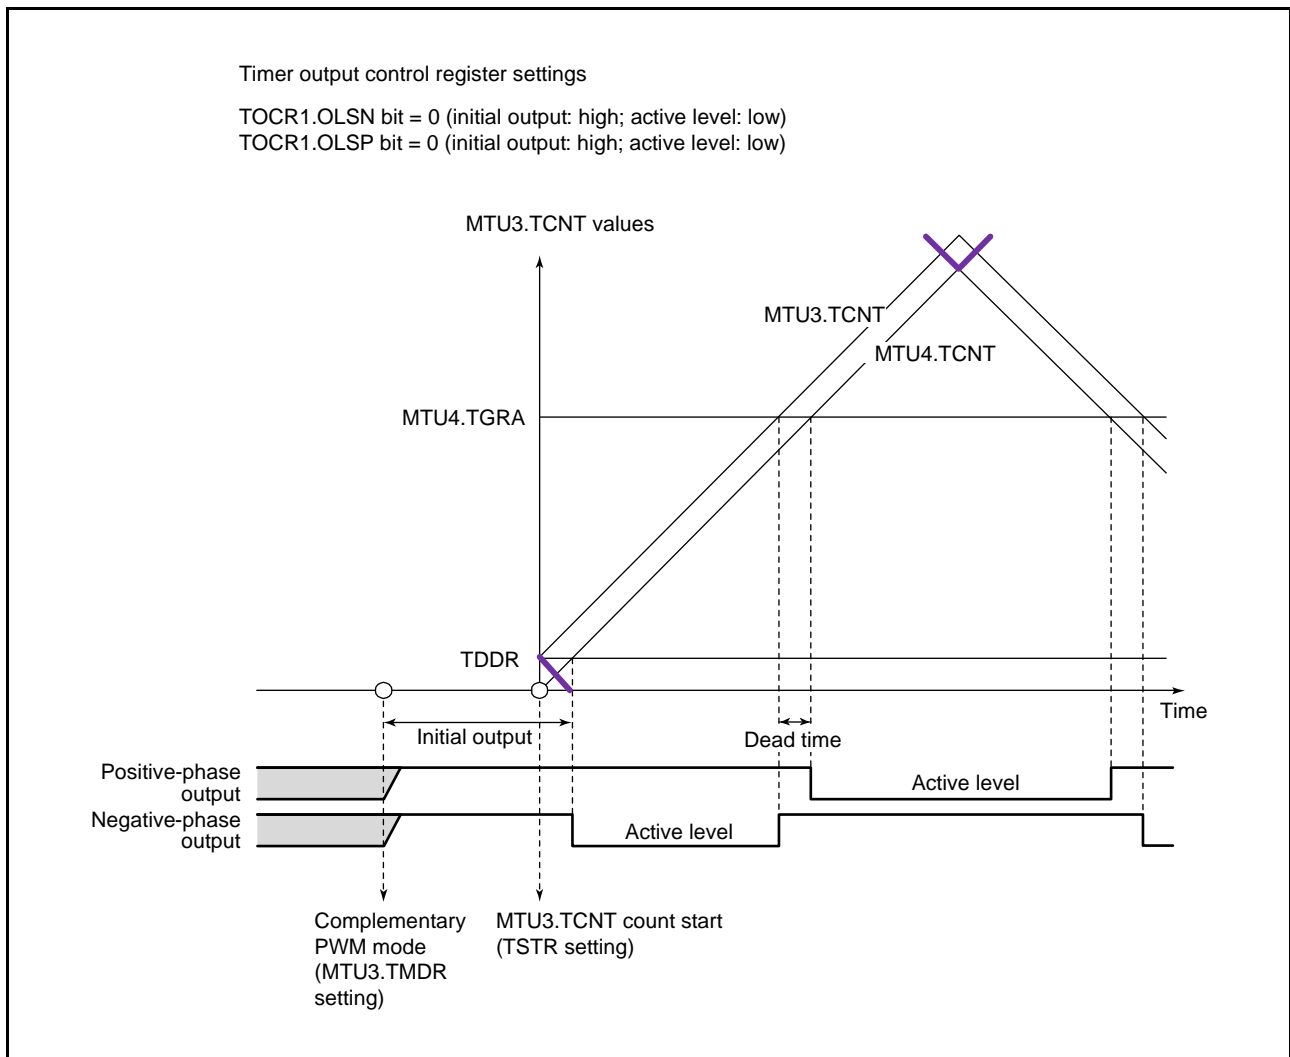 Timer output control register settings
TOCR1.OLSN bit = 0 (initial output: high; active level: low)
TOCR1.OLSP bit = 0 (initial output: high; active level: low)
MTU3.TCNT values
MTU3.TCNT
MTU4.TCNT
MTU4.TGRA
TDDR
Time
Initial output
Dead time
Positive-phase
output
Active level
Negative-phase
output
Active level
Complementary
PWM mode
(MTU3.TMDR
setting)
MTU3.TCNT count start
(TSTR setting)